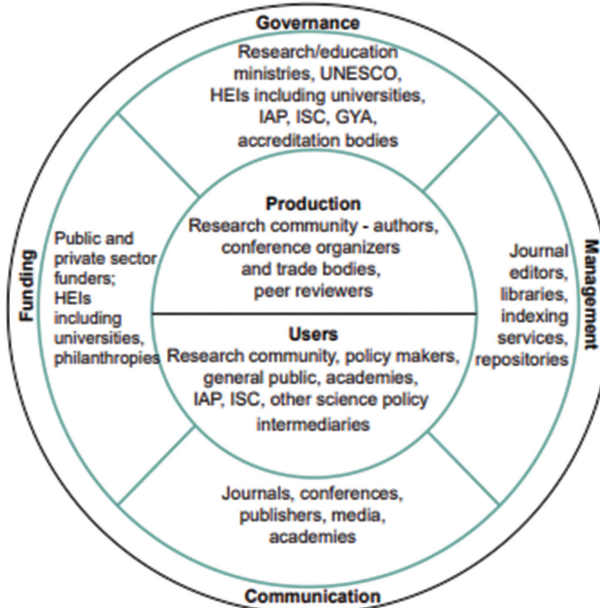 Governance
Research/education
ministries, UNESCO,
HEIs including universities,
IAP, ISC, GYA,
accreditation bodies
Production
Research community - authors,
conference organizers
and trade bodies,
peer reviewers
Funding
Public and
private sector
funders;
HEIs
including
universities,
philanthropies
Management
Journal
editors,
libraries,
indexing
services,
repositories
Users
Research community, policy makers,
general public, academies,
IAP, ISC, other science policy
intermediaries
Journals, conferences,
publishers, media,
academies
Communication